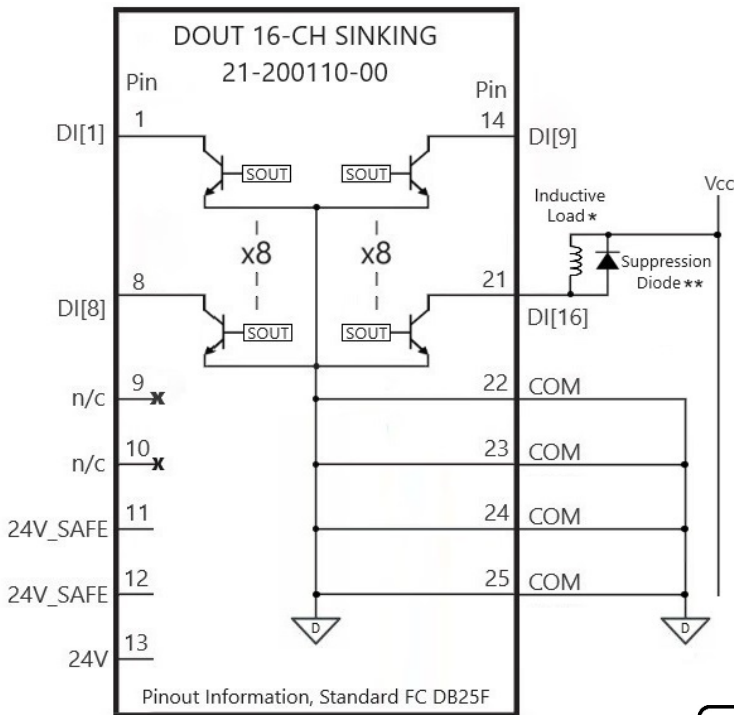 DOUT 16-CH SINKING
21-200110-00
Pin
Pin
DI[1]
1
14
DI[9]
SOUT
SOUT
Vcc
Inductive
Load *
x8
x8
Suppression
Diode **
DI[8]
8
21
DI[16]
SOUT
SOUT
n/c
9
x
22
COM
n/c
10
x
23
COM
24V_SAFE
11
24
COM
24V_SAFE
12
25
COM
D
D
24V
13
Pinout Information, Standard FC DB25F